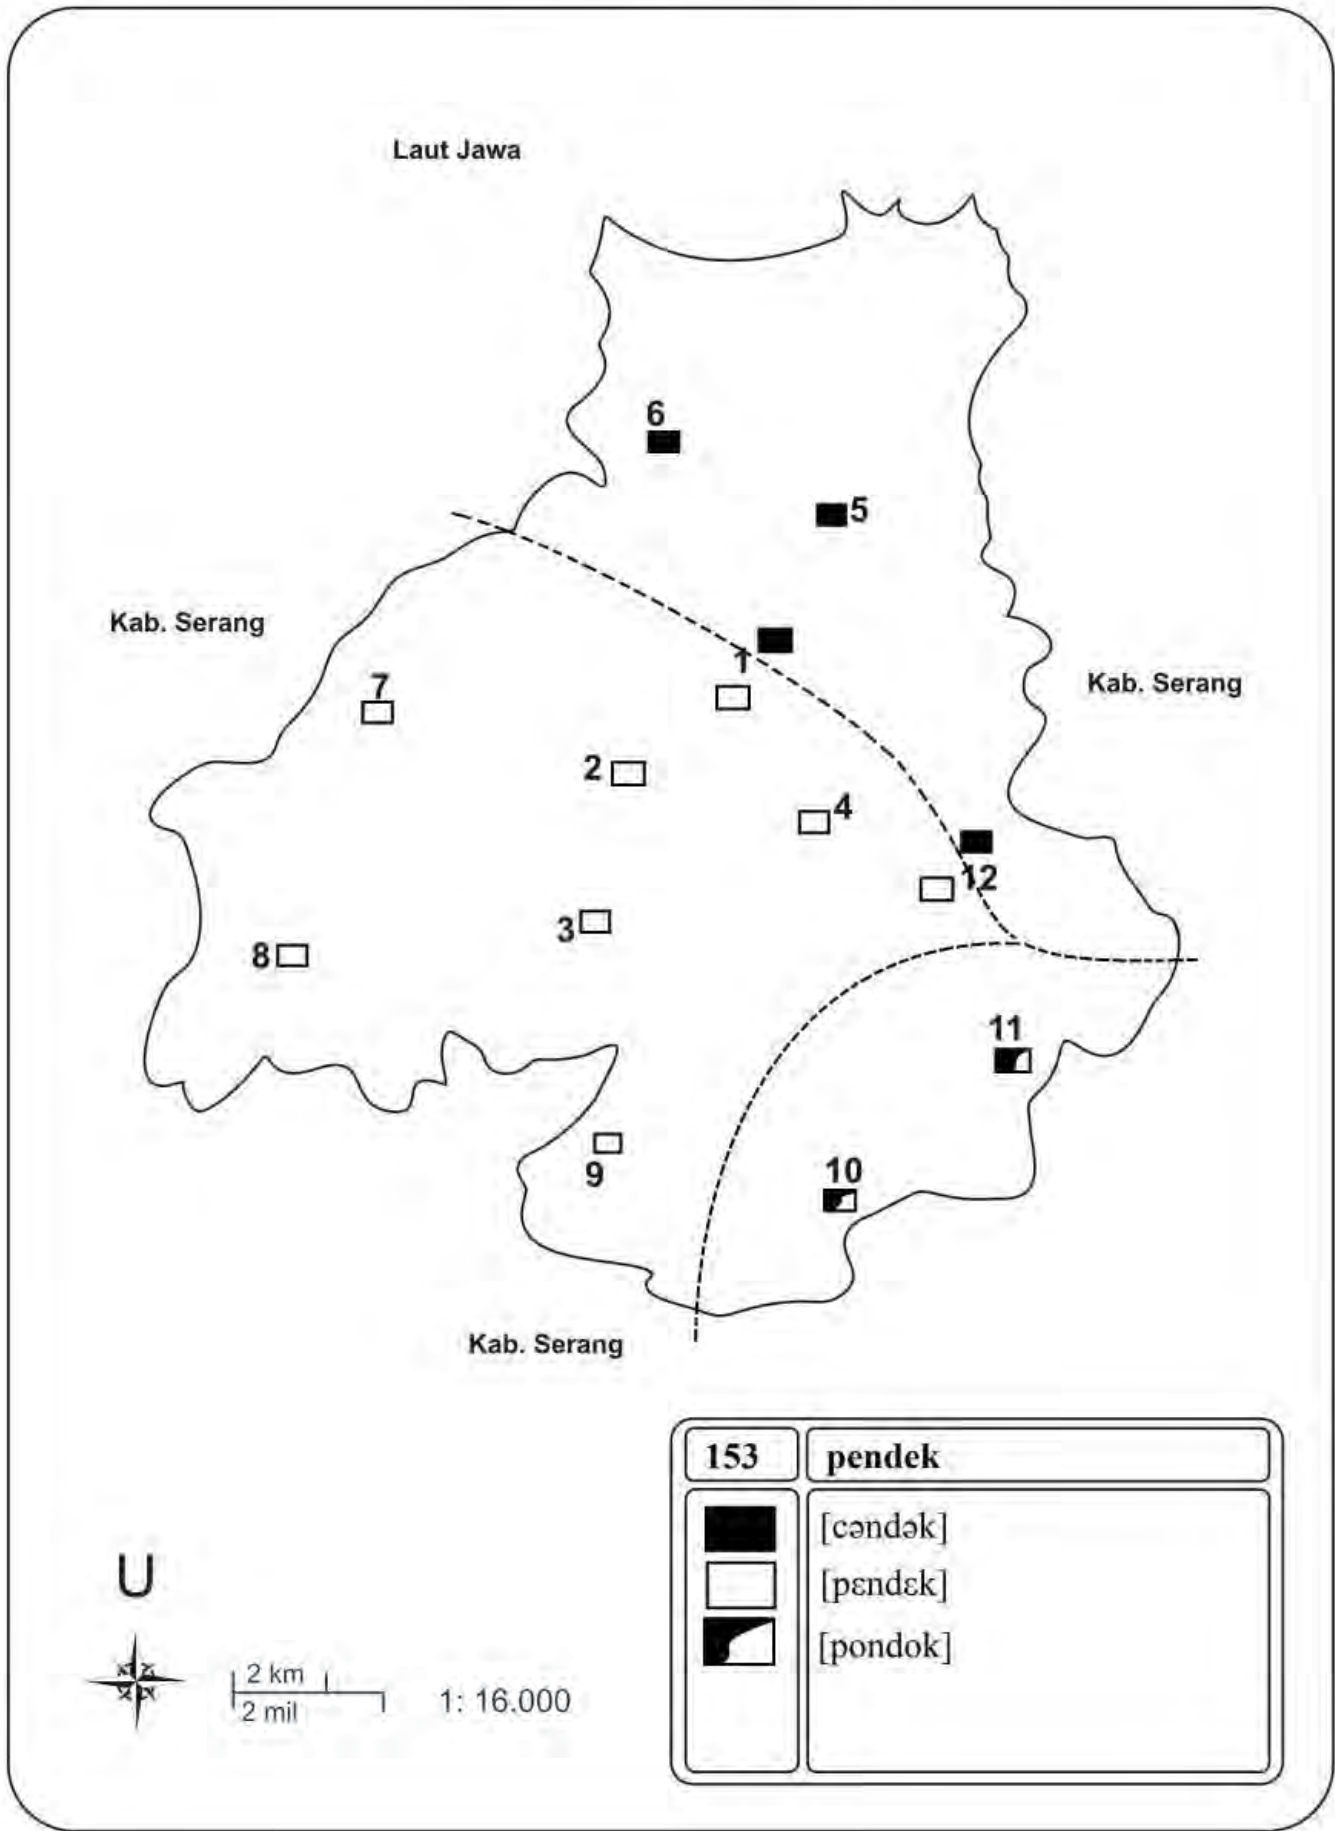 Laut Jawa
6
5
Kab. Serang
1
7
Kab. Serang
2
4
12
3
8
11
10
9
Kab. Serang
153 pendek
[cəndək]
[pɛndɛk]
[pondok]
U
2 km
2 mil
1: 16.000